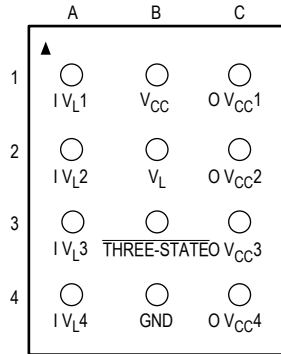 A B C
1
I VL1 VCC O VCC1
2
I VL2 VL O VCC2
3
I VL3 THREE-STATE O VCC3
4
I VL4 GND O VCC4